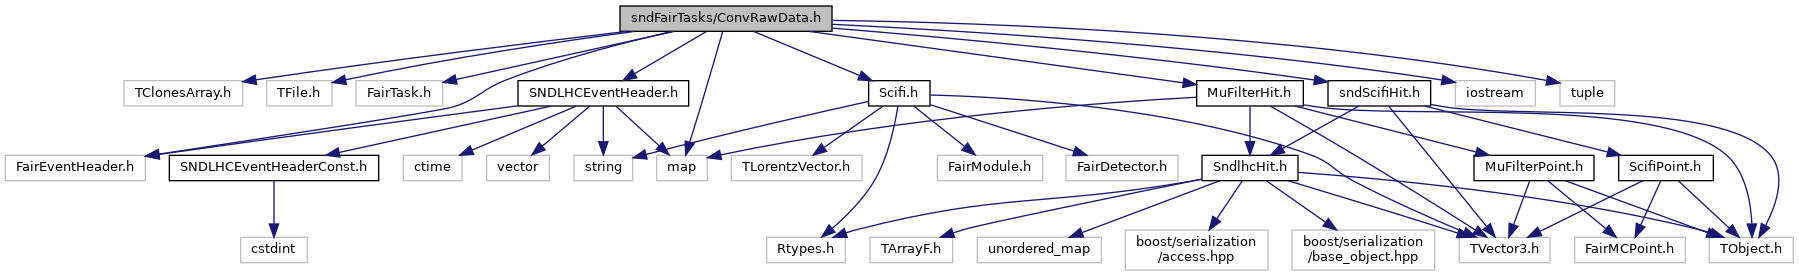 sndFairTasks/ConvRawData.h
TClonesArray.h
TFile.h
FairTask.h
SNDLHCEventHeader.h
Scifi.h
MuFilterHit.h
sndScifiHit.h
iostream
tuple
FairEventHeader.h
SNDLHCEventHeaderConst.h
ctime
vector
string
map
TLorentzVector.h
FairModule.h
FairDetector.h
SndlhcHit.h
MuFilterPoint.h
ScifiPoint.h
cstdint
Rtypes.h
TArrayF.h
unordered_map
boost/serialization
/access.hpp
boost/serialization
/base_object.hpp
TVector3.h
FairMCPoint.h
TObject.h